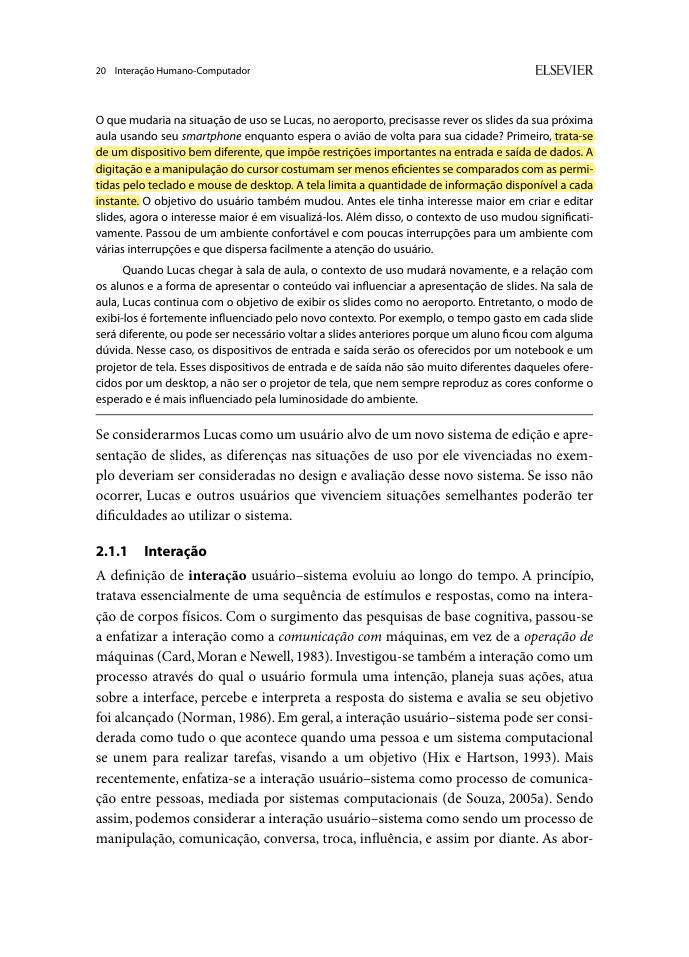 20 Interação Humano-Computador
ELSEVIER
O que mudaria na situação de uso se Lucas, no aeroporto, precisasse rever os slides da sua próxima
aula usando seu smartphone enquanto espera o avião de volta para sua cidade? Primeiro, trata-se
de um dispositivo bem diferente, que impõe restrições importantes na entrada e saída de dados. A
digitação e a manipulação do cursor costumam ser menos eficientes se comparados com as permi-
tidas pelo teclado e mouse de desktop. A tela limita a quantidade de informação disponível a cada
instante. O objetivo do usuário também mudou. Antes ele tinha interesse maior em criar e editar
slides, agora o interesse maior é em visualizá-los. Além disso, o contexto de uso mudou significati-
vamente. Passou de um ambiente confortável e com poucas interrupções para um ambiente com
várias interrupções e que dispersa facilmente a atenção do usuário.
Quando Lucas chegar à sala de aula, o contexto de uso mudará novamente, e a relação com
os alunos e a forma de apresentar o conteúdo vai influenciar a apresentação de slides. Na sala de
aula, Lucas continua com o objetivo de exibir os slides como no aeroporto. Entretanto, o modo de
exibi-los é fortemente influenciado pelo novo contexto. Por exemplo, o tempo gasto em cada slide
será diferente, ou pode ser necessário voltar a slides anteriores porque um aluno ficou com alguma
dúvida. Nesse caso, os dispositivos de entrada e saída serão os oferecidos por um notebook e um
projetor de tela. Esses dispositivos de entrada e de saída não são muito diferentes daqueles ofere-
cidos por um desktop, a não ser o projetor de tela, que nem sempre reproduz as cores conforme o
esperado e é mais influenciado pela luminosidade do ambiente.
Se considerarmos Lucas como um usuário alvo de um novo sistema de edição e apre-
sentação de slides, as diferenças nas situações de uso por ele vivenciadas no exem-
plo deveriam ser consideradas no design e avaliação desse novo sistema. Se isso não
ocorrer, Lucas e outros usuários que vivenciem situações semelhantes poderão ter
dificuldades ao utilizar o sistema.
2.1.1 Interação
A definição de interação usuário–sistema evoluiu ao longo do tempo. A princípio,
tratava essencialmente de uma sequência de estímulos e respostas, como na intera-
ção de corpos físicos. Com o surgimento das pesquisas de base cognitiva, passou-se
a enfatizar a interação como a comunicação com máquinas, em vez de a operação de
máquinas (Card, Moran e Newell, 1983). Investigou-se também a interação como um
processo através do qual o usuário formula uma intenção, planeja suas ações, atua
sobre a interface, percebe e interpreta a resposta do sistema e avalia se seu objetivo
foi alcançado (Norman, 1986). Em geral, a interação usuário–sistema pode ser consi-
derada como tudo o que acontece quando uma pessoa e um sistema computacional
se unem para realizar tarefas, visando a um objetivo (Hix e Hartson, 1993). Mais
recentemente, enfatiza-se a interação usuário–sistema como processo de comunica-
ção entre pessoas, mediada por sistemas computacionais (de Souza, 2005a). Sendo
assim, podemos considerar a interação usuário–sistema como sendo um processo de
manipulação, comunicação, conversa, troca, influência, e assim por diante. As abor-